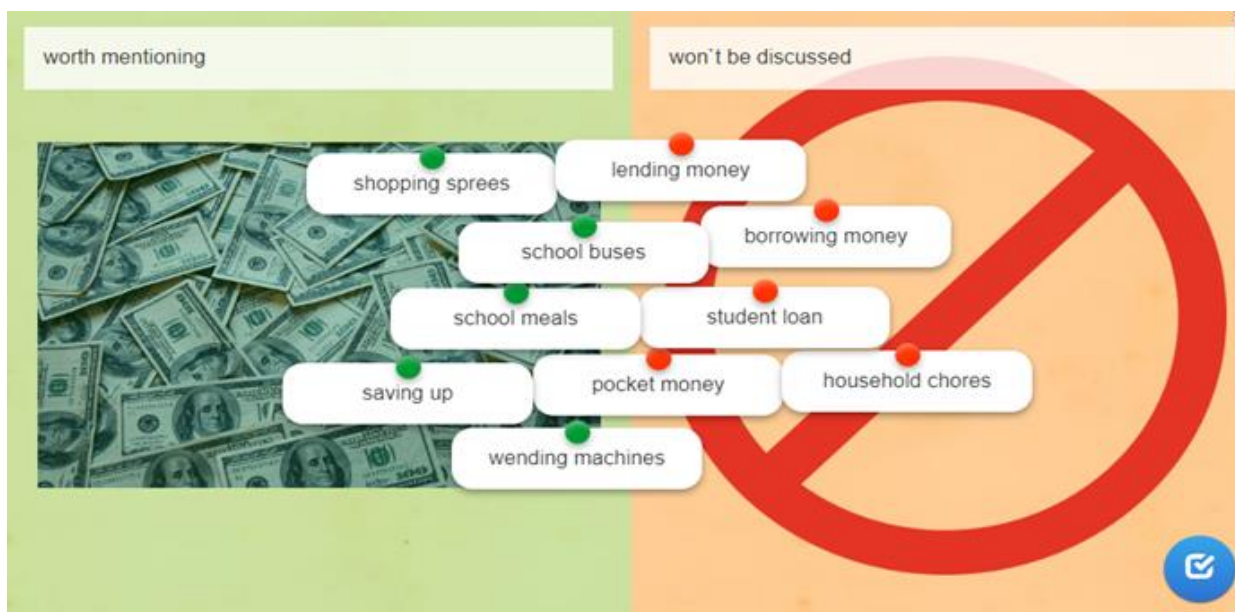 worth mentioning
won`t be discussed
shopping sprees
lending money
school buses
borrowing money
school meals
student loan
saving up
pocket money
household chores
wending machines